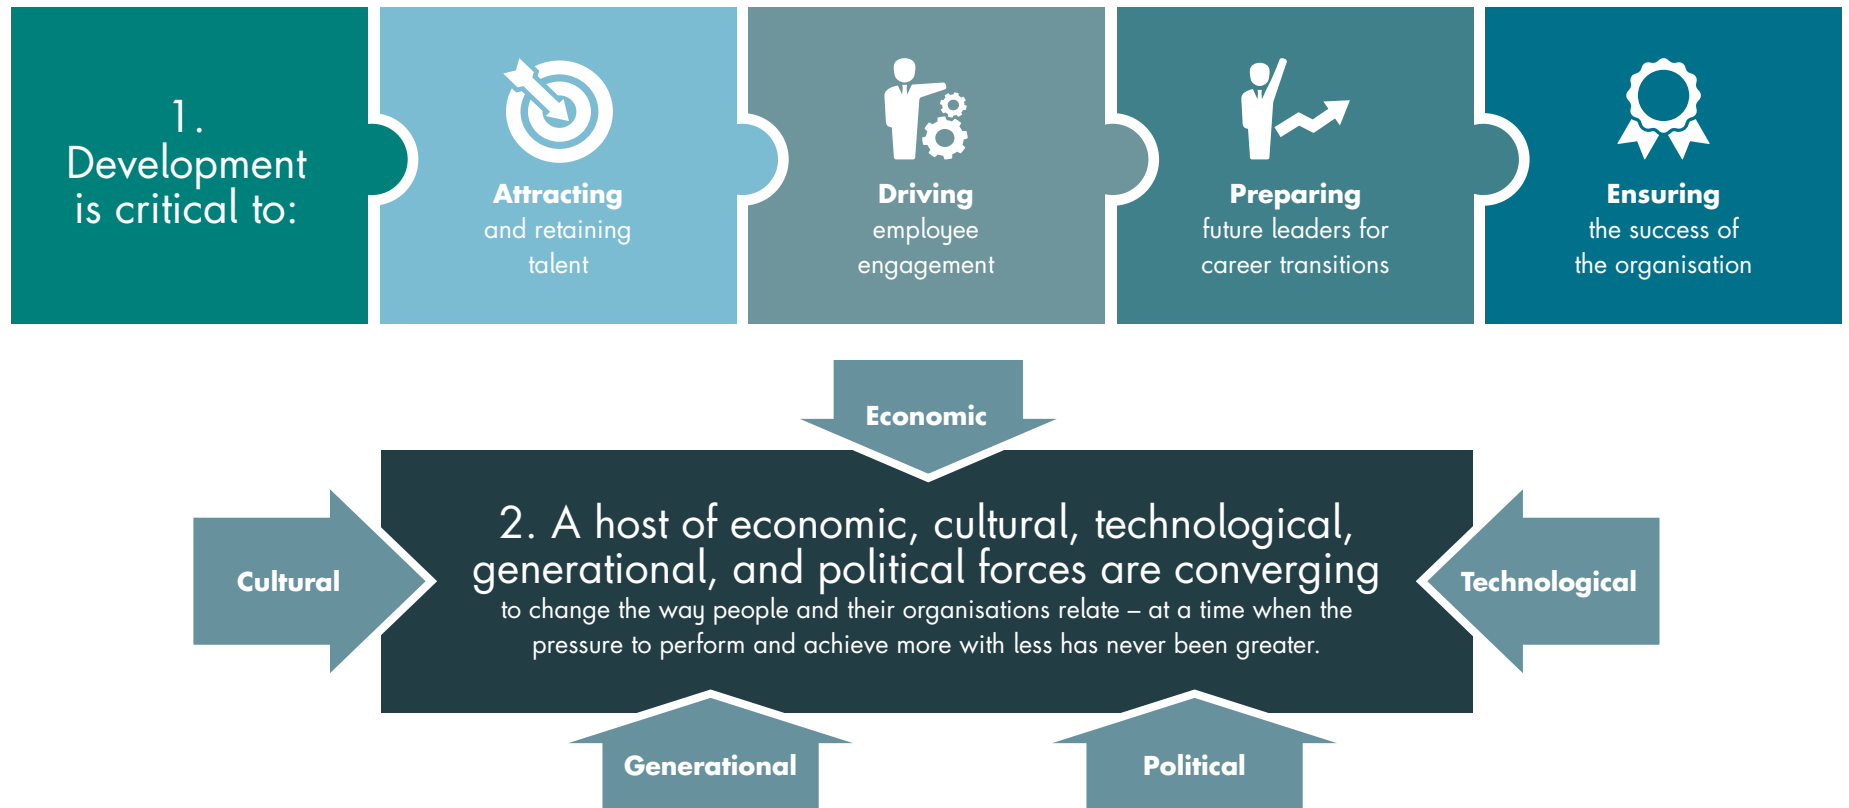 1.
Development
is critical to:
Attracting
and retaining
talent
Driving
employee
engagement
Preparing
future leaders for
career transitions
Ensuring
the success of
the organisation
Economic
Cultural
2. A host of economic, cultural, technological,
generational, and political forces are converging
to change the way people and their organisations relate – at a time when the
pressure to perform and achieve more with less has never been greater.
Technological
Generational
Political